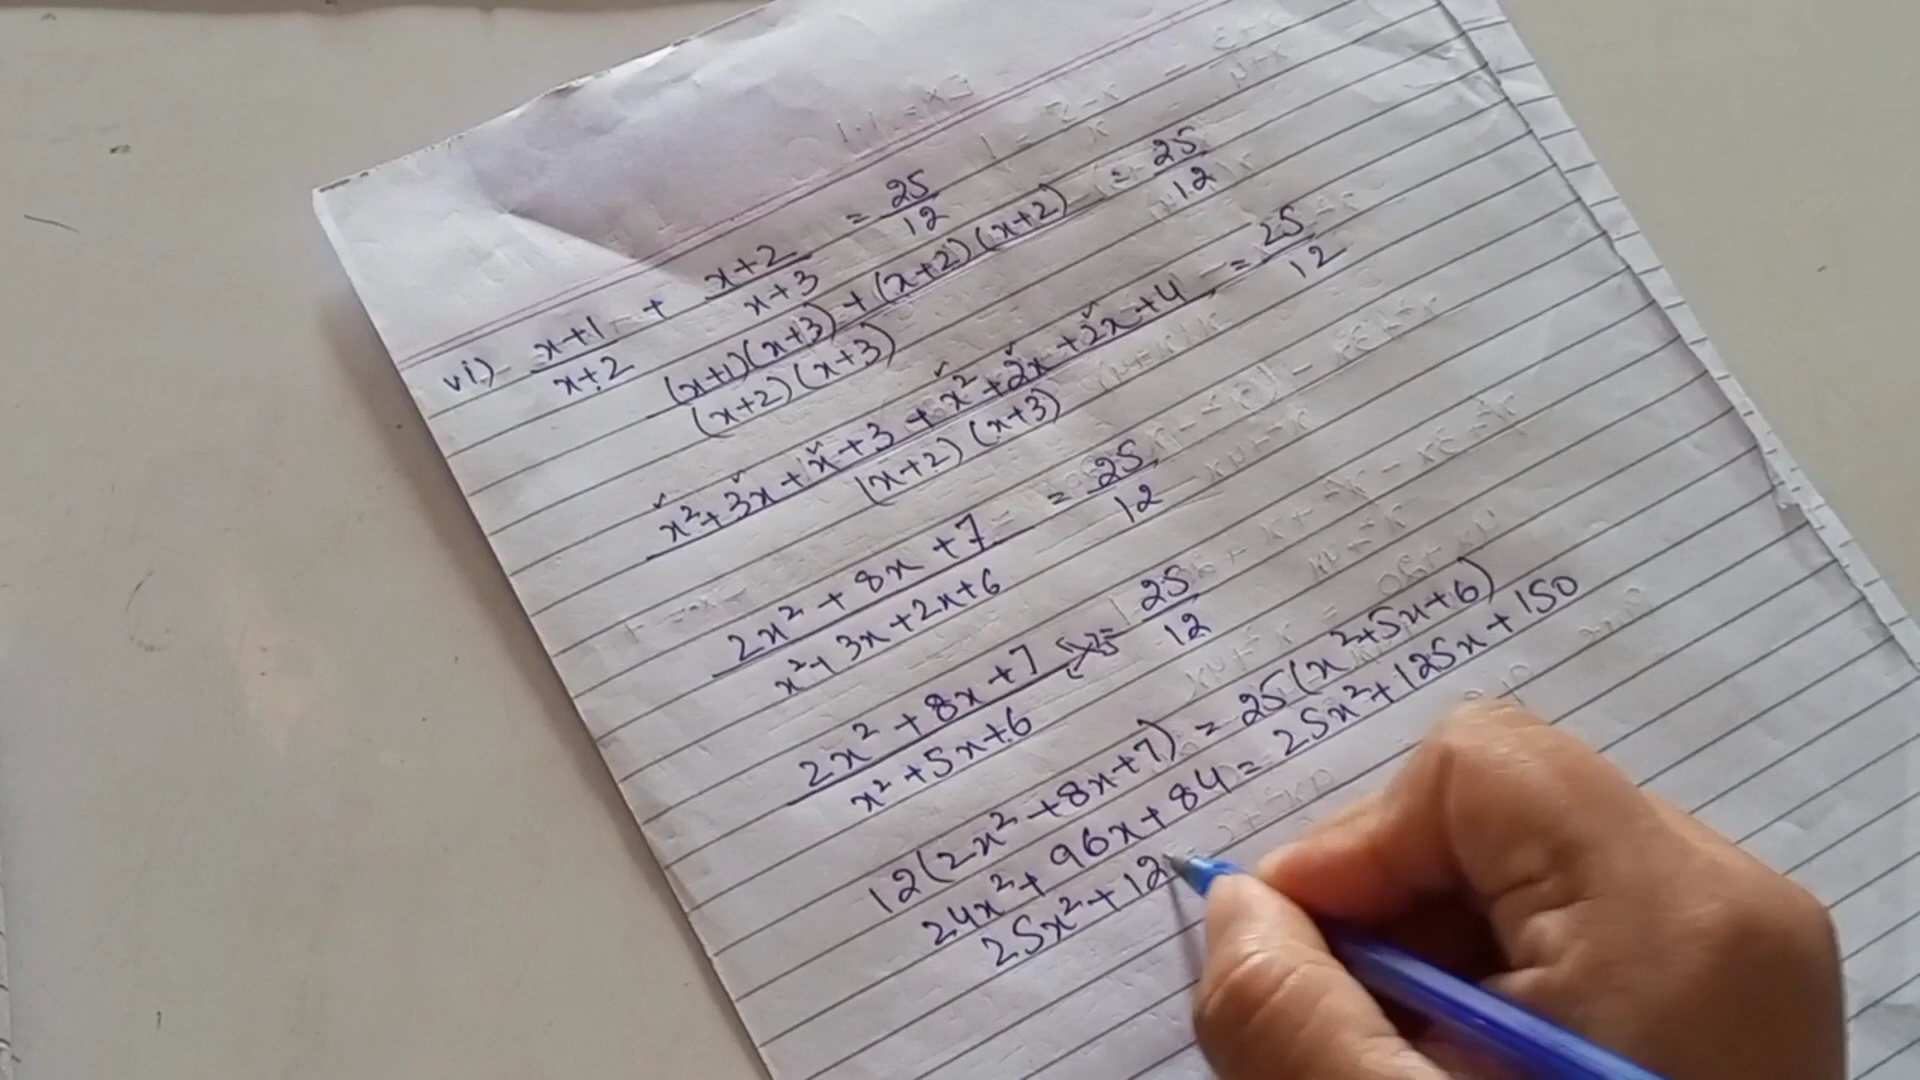 vi) (x+1)/(x+2) + (x+2)/(x+3) = 25/12
((x+1)(x+3) + (x+2)(x+2))/((x+2)(x+3)) = 25/12
(x²+3x+1x+3+x²+2x+2x+4)/((x+2)(x+3)) = 25/12
(2x²+8x+7)/(x²+3x+2x+6) = 25/12
(2x²+8x+7)/(x²+5x+6) = 25/12
12(2x²+8x+7) = 25(x²+5x+6)
24x²+96x+84 = 25x²+125x+150
25x²+12